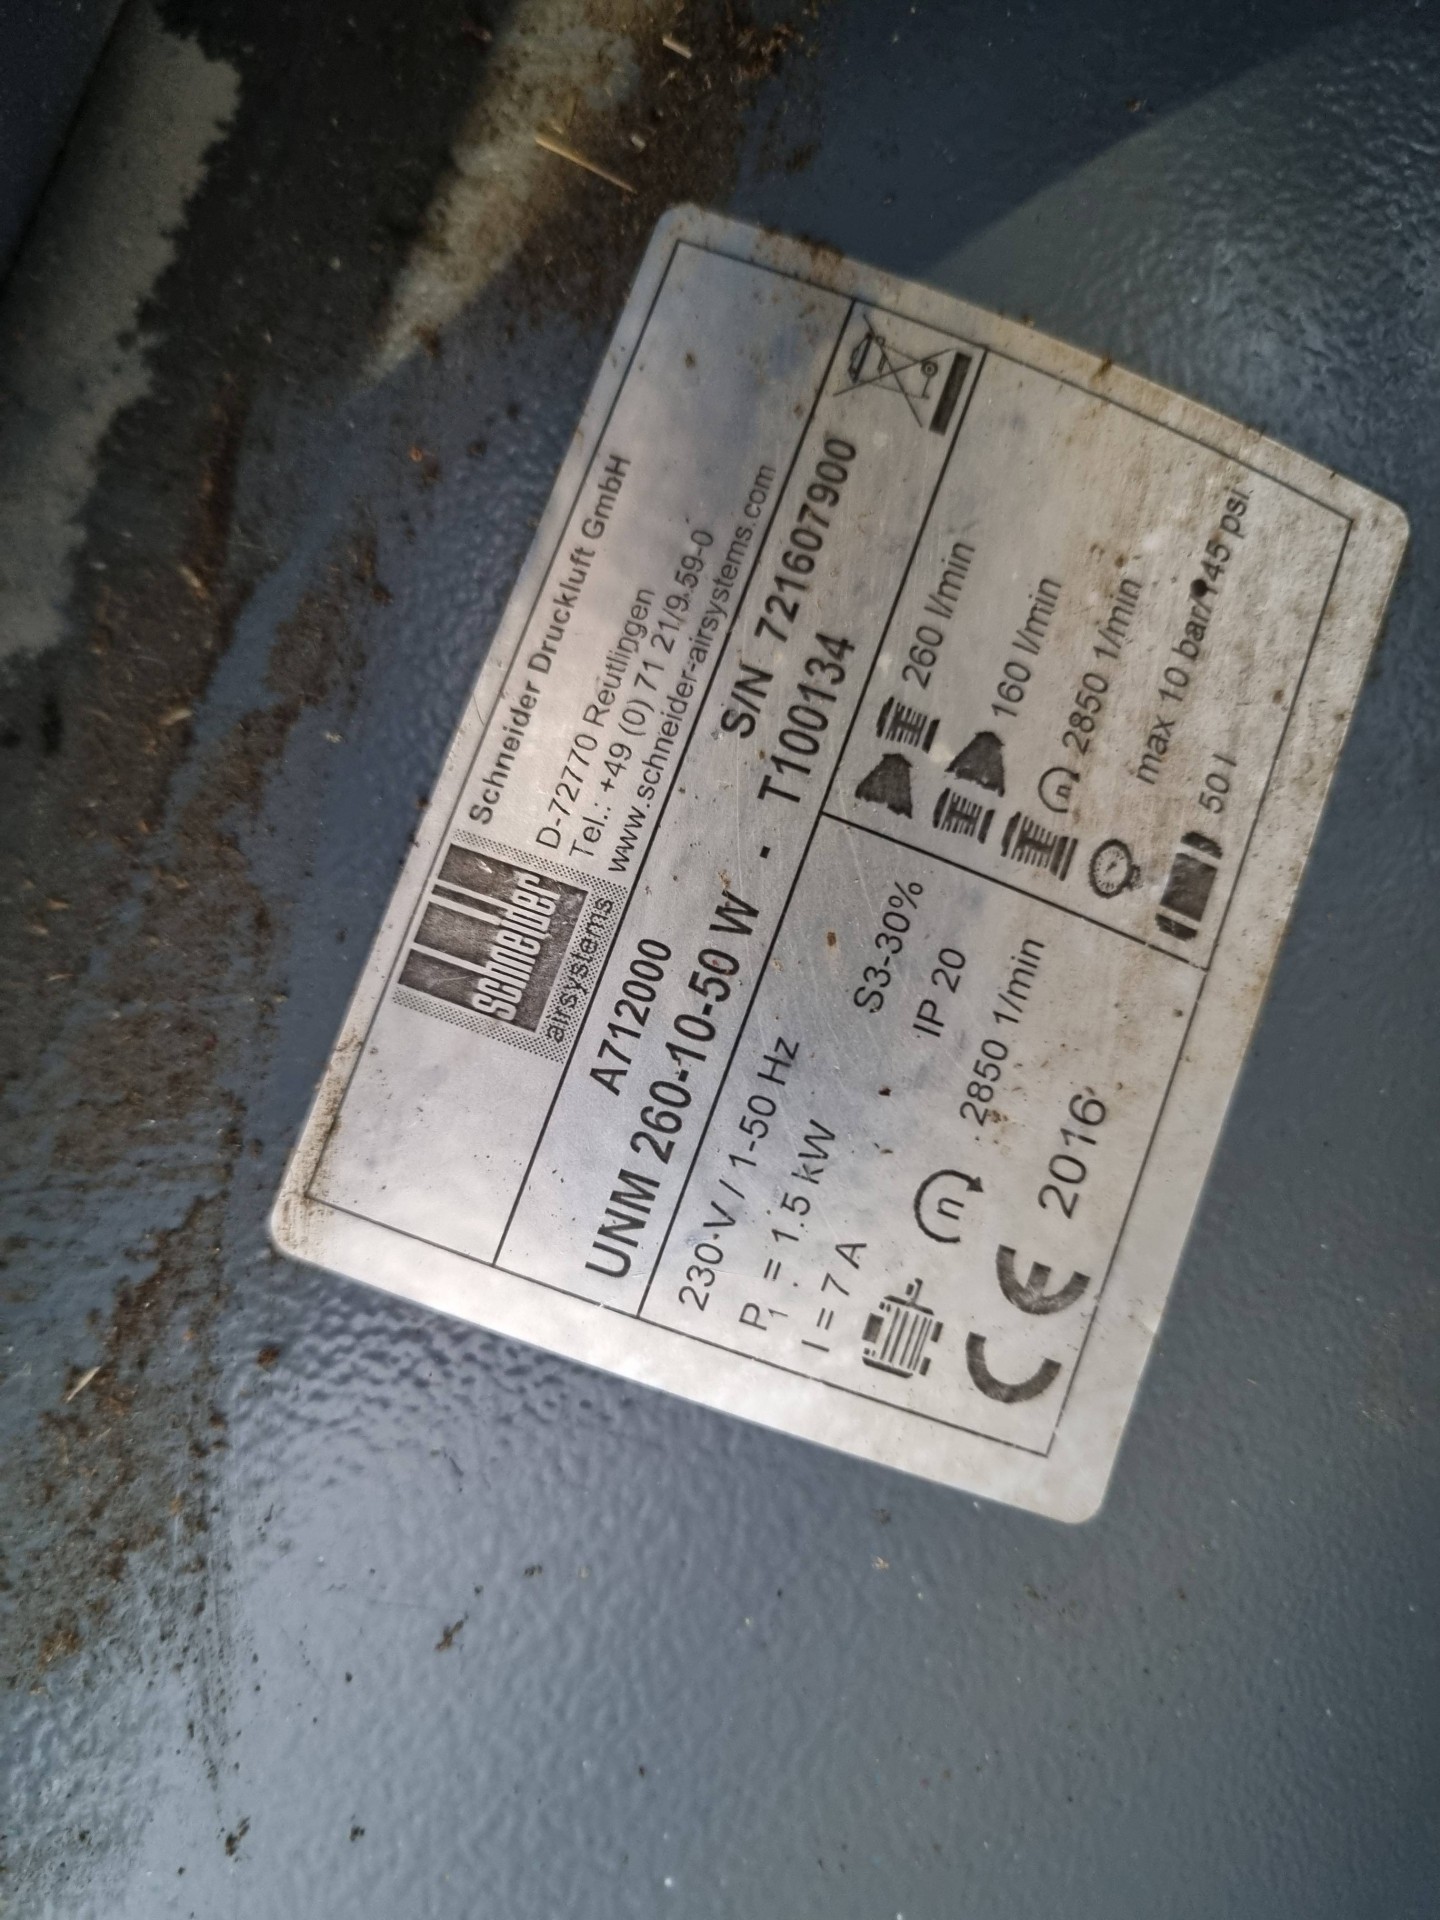 schneider
airsystems
Schneider Druckluft GmbH
D-72770 Reutlingen
Tel.: +49 (0) 71 21/9 59-0
www.schneider-airsystems.com
A712000
S/N 721607900
UNM 260-10-50 W - T100134
230 V / 1-50 Hz
P1 = 1.5 kW
S3-30%
I = 7 A
IP 20
n 2850 1/min
CE 2016
260 l/min
160 l/min
n 2850 1/min
max 10 bar/145 psi
50 l